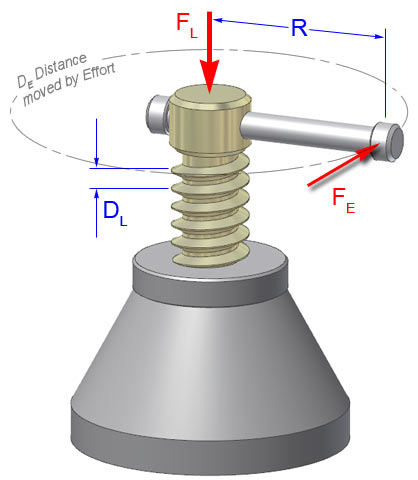 F_L
R
D_E Distance
moved by Effort
F_E
D_L